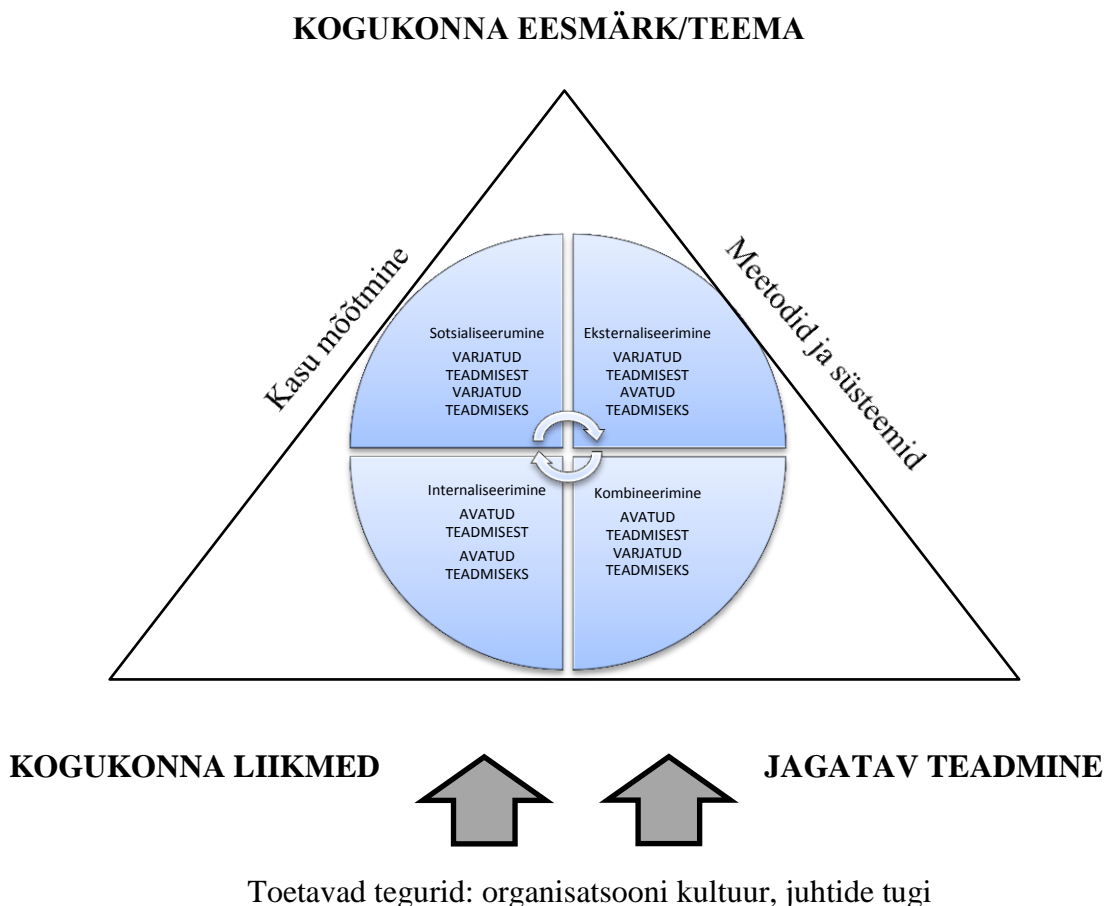 KOGUKONNA EESMÄRK/TEEMA
Kasu mõõtmine
Meetodid ja süsteemid
Sotsialiseerumine
VARJATUD
TEADMISEST
VARJATUD
TEADMISEKS
Eksternaliseerimine
VARJATUD
TEADMISEST
AVATUD
TEADMISEKS
Internaliseerimine
AVATUD
TEADMISEST
AVATUD
TEADMISEKS
Kombineerimine
AVATUD
TEADMISEST
VARJATUD
TEADMISEKS
KOGUKONNA LIIKMED
JAGATAV TEADMINE
Toetavad tegurid: organisatsooni kultuur, juhtide tugi